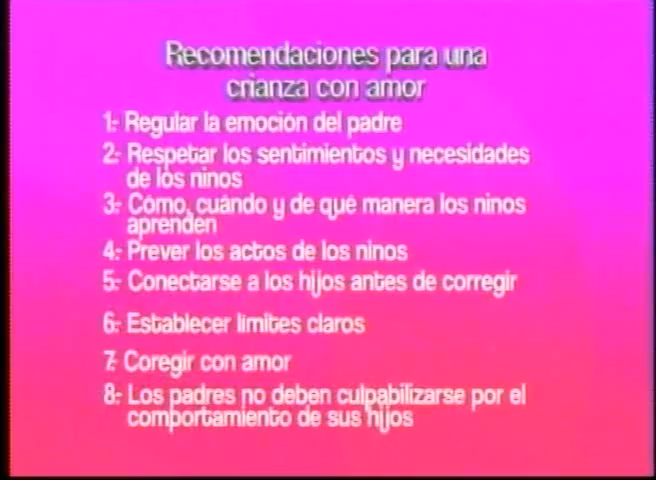 Recomendaciones para una
crianza con amor
1.- Regular la emoción del padre
2.- Respetar los sentimientos y necesidades
de los ninos
3.- Cómo, cuándo y de qué manera los ninos
aprenden
4.- Prever los actos de los ninos
5.- Conectarse a los hijos antes de corregir
6.- Establecer limites claros
7.- Coregir con amor
8.- Los padres no deben culpabilizarse por el
comportamiento de sus hijos